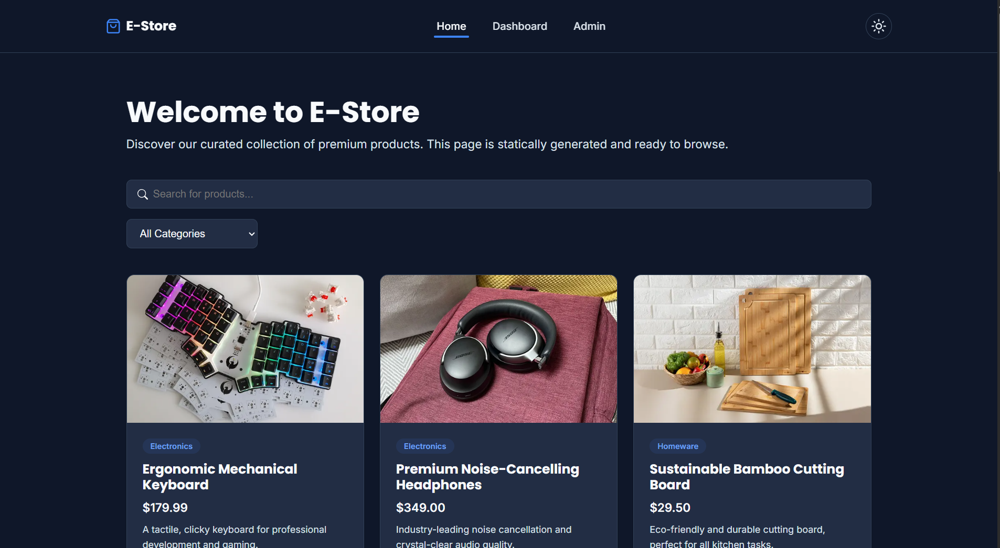 E-Store
Home
Dashboard
Admin
Welcome to E-Store
Discover our curated collection of premium products. This page is statically generated and ready to browse.
Search for products...
All Categories
BOSE
BOSE
Electronics
Ergonomic Mechanical
Keyboard
$179.99
A tactile, clicky keyboard for professional
development and gaming.
Electronics
Premium Noise-Cancelling
Headphones
$349.00
Industry-leading noise cancellation and
crystal-clear audio quality.
Homeware
Sustainable Bamboo Cutting
Board
$29.50
Eco-friendly and durable cutting board,
perfect for all kitchen tasks.